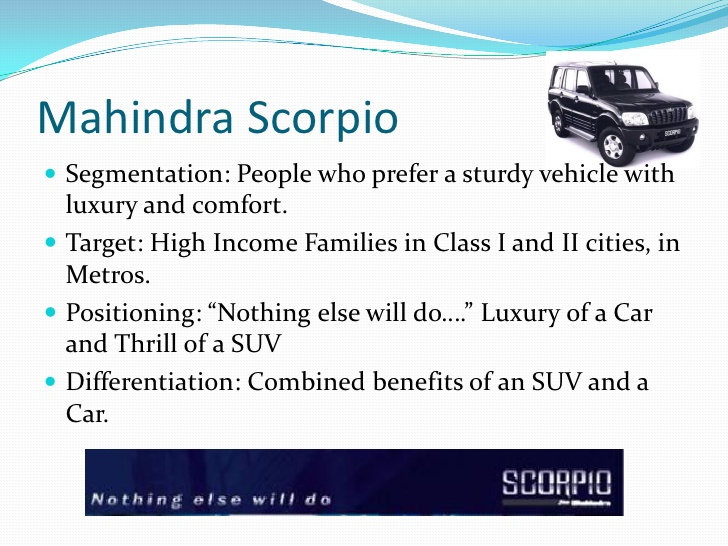 Mahindra Scorpio
SCORPIO
Segmentation: People who prefer a sturdy vehicle with
luxury and comfort.
Target: High Income Families in Class I and II cities, in
Metros.
Positioning: “Nothing else will do....” Luxury of a Car
and Thrill of a SUV
Differentiation: Combined benefits of an SUV and a
Car.
Nothing else will do
SCORPIO
from Mahindra